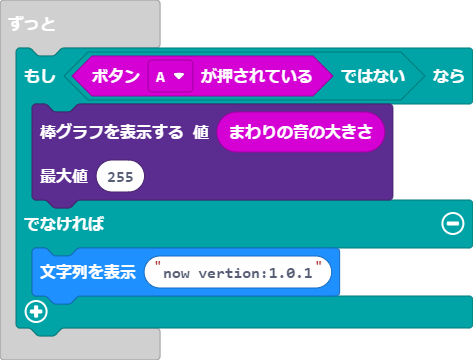 ずっと
もし ボタン A ▼ が押されている ではない なら
棒グラフを表示する 値 まわりの音の大きさ
最大値 255
でなければ
文字列を表示 "now vertion:1.0.1"